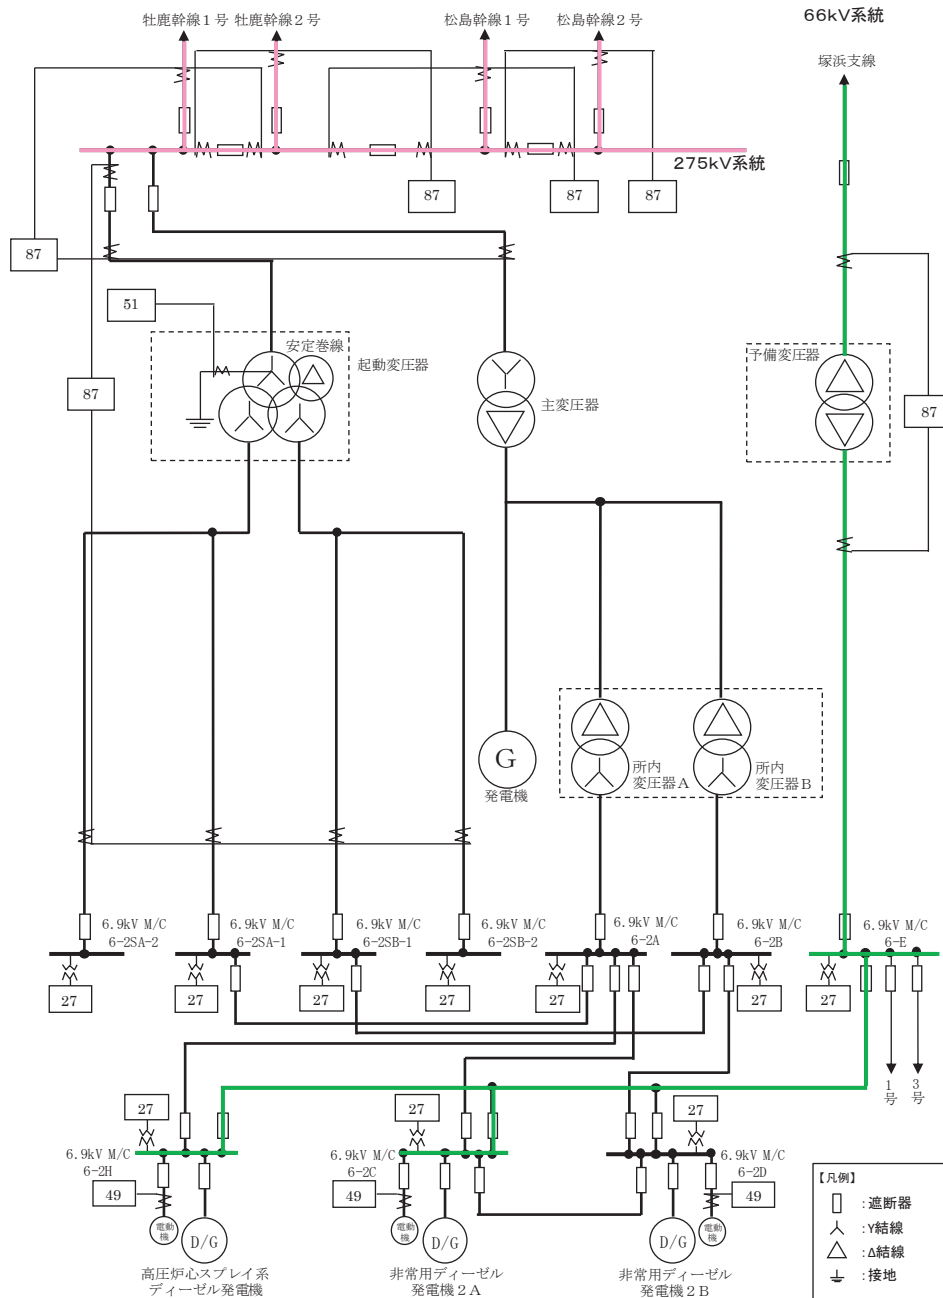 66kV系統
牡鹿幹線1号 牡鹿幹線2号 松島幹線1号 松島幹線2号
塚浜支線
275kV系統
87 87 87
87
51
安定巻線
起動変圧器
予備変圧器
87
主変圧器
87
G
発電機
所内
変圧器A
所内
変圧器B
6.9kV M/C
6-2SA-2
6.9kV M/C
6-2SA-1
6.9kV M/C
6-2SB-1
6.9kV M/C
6-2SB-2
6.9kV M/C
6-2A
6.9kV M/C
6-2B
6.9kV M/C
6-E
27 27 27 27 27 27 27
1号
3号
27 27 27
6.9kV M/C
6-2H
6.9kV M/C
6-2C
6.9kV M/C
6-2D
49 49 49
電動機
D/G
電動機
D/G
D/G
電動機
高圧炉心スプレイ系
ディーゼル発電機
非常用ディーゼル
発電機2A
非常用ディーゼル
発電機2B
【凡例】
:遮断器
:Y結線
:Δ結線
:接地